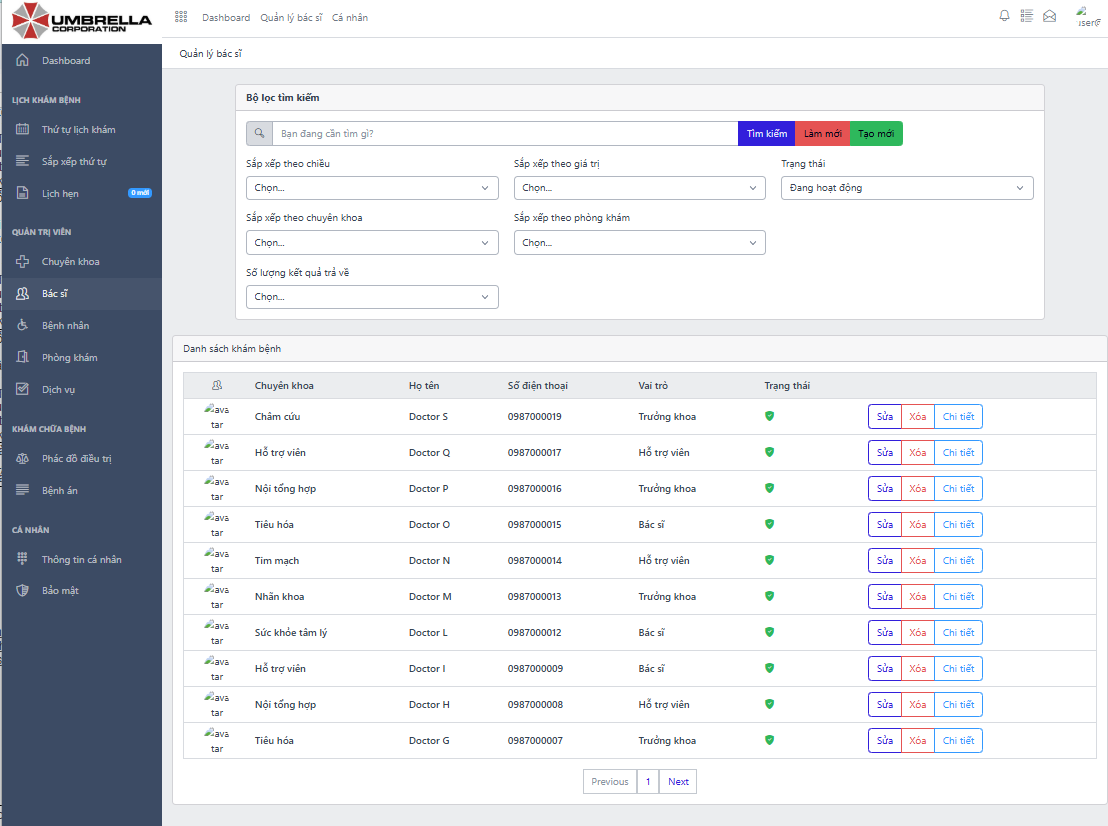 UMBRELLA
CORPORATION
Dashboard Quản lý bác sĩ Cá nhân
user@
Quản lý bác sĩ
Dashboard
LỊCH KHÁM BỆNH
Thứ tự lịch khám
Sắp xếp thứ tự
Lịch hẹn 0 mới
QUẢN TRỊ VIÊN
Chuyên khoa
Bác sĩ
Bệnh nhân
Phòng khám
Dịch vụ
KHÁM CHỮA BỆNH
Phác đồ điều trị
Bệnh án
CÁ NHÂN
Thông tin cá nhân
Bảo mật
Bộ lọc tìm kiếm
Bạn đang cần tìm gì? Tìm kiếm Làm mới Tạo mới
Sắp xếp theo chiều Sắp xếp theo giá trị Trạng thái
Chọn... Chọn... Đang hoạt động
Sắp xếp theo chuyên khoa Sắp xếp theo phòng khám
Chọn... Chọn...
Số lượng kết quả trả về
Chọn...
Danh sách khám bệnh
Chuyên khoa Họ tên Số điện thoại Vai trò Trạng thái
avatar Châm cứu Doctor S 0987000019 Trưởng khoa Sửa Xóa Chi tiết
avatar Hỗ trợ viên Doctor Q 0987000017 Hỗ trợ viên Sửa Xóa Chi tiết
avatar Nội tổng hợp Doctor P 0987000016 Trưởng khoa Sửa Xóa Chi tiết
avatar Tiêu hóa Doctor O 0987000015 Bác sĩ Sửa Xóa Chi tiết
avatar Tim mạch Doctor N 0987000014 Hỗ trợ viên Sửa Xóa Chi tiết
avatar Nhãn khoa Doctor M 0987000013 Trưởng khoa Sửa Xóa Chi tiết
avatar Sức khỏe tâm lý Doctor L 0987000012 Bác sĩ Sửa Xóa Chi tiết
avatar Hỗ trợ viên Doctor I 0987000009 Bác sĩ Sửa Xóa Chi tiết
avatar Nội tổng hợp Doctor H 0987000008 Hỗ trợ viên Sửa Xóa Chi tiết
avatar Tiêu hóa Doctor G 0987000007 Trưởng khoa Sửa Xóa Chi tiết
Previous 1 Next